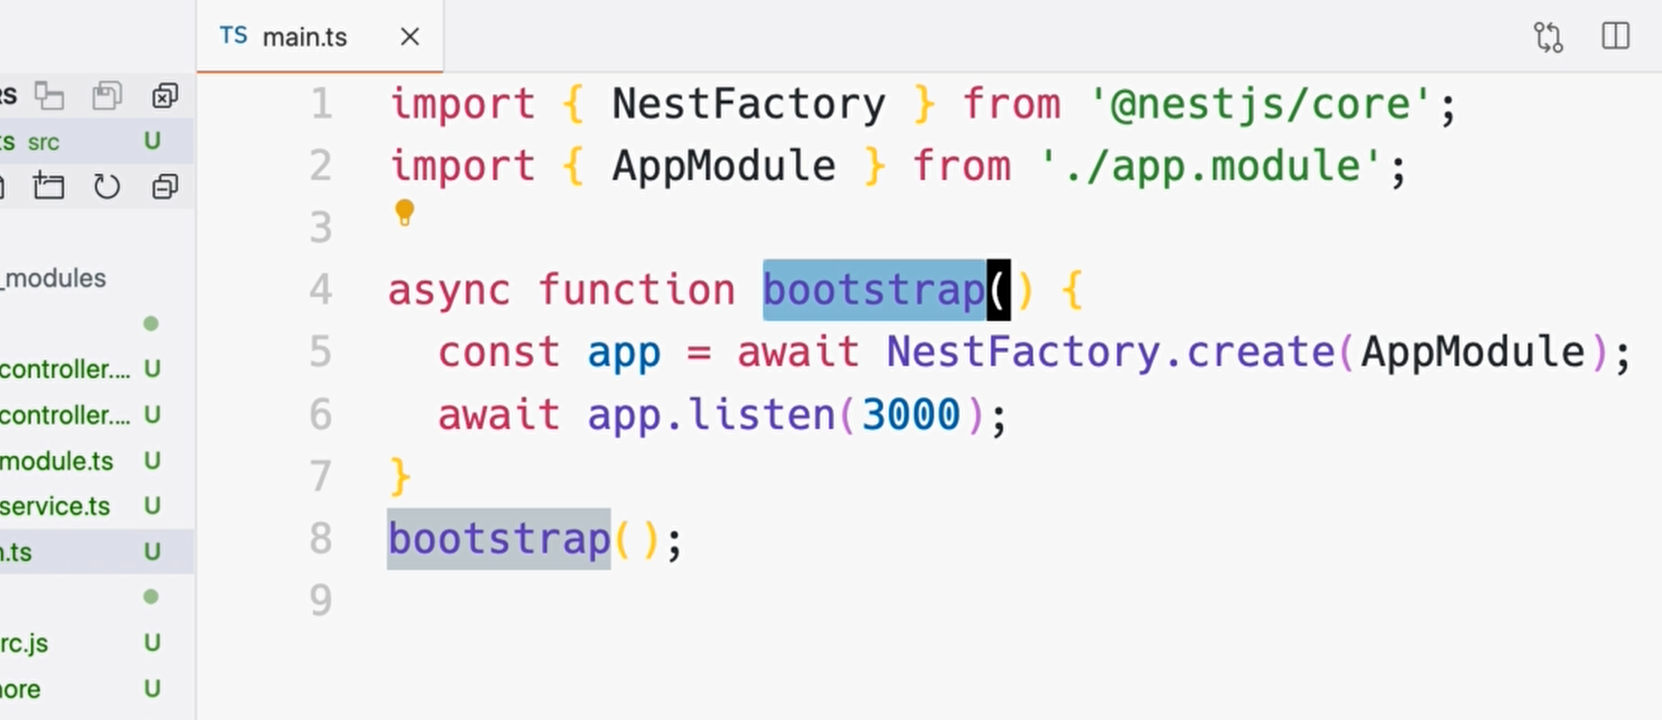 TS main.ts
RS
ts src U
_modules
controller.... U
controller.... U
module.ts U
service.ts U
n.ts U
rc.js U
nore U
1 import { NestFactory } from '@nestjs/core';
2 import { AppModule } from './app.module';
3
4 async function bootstrap() {
5 const app = await NestFactory.create(AppModule);
6 await app.listen(3000);
7 }
8 bootstrap();
9